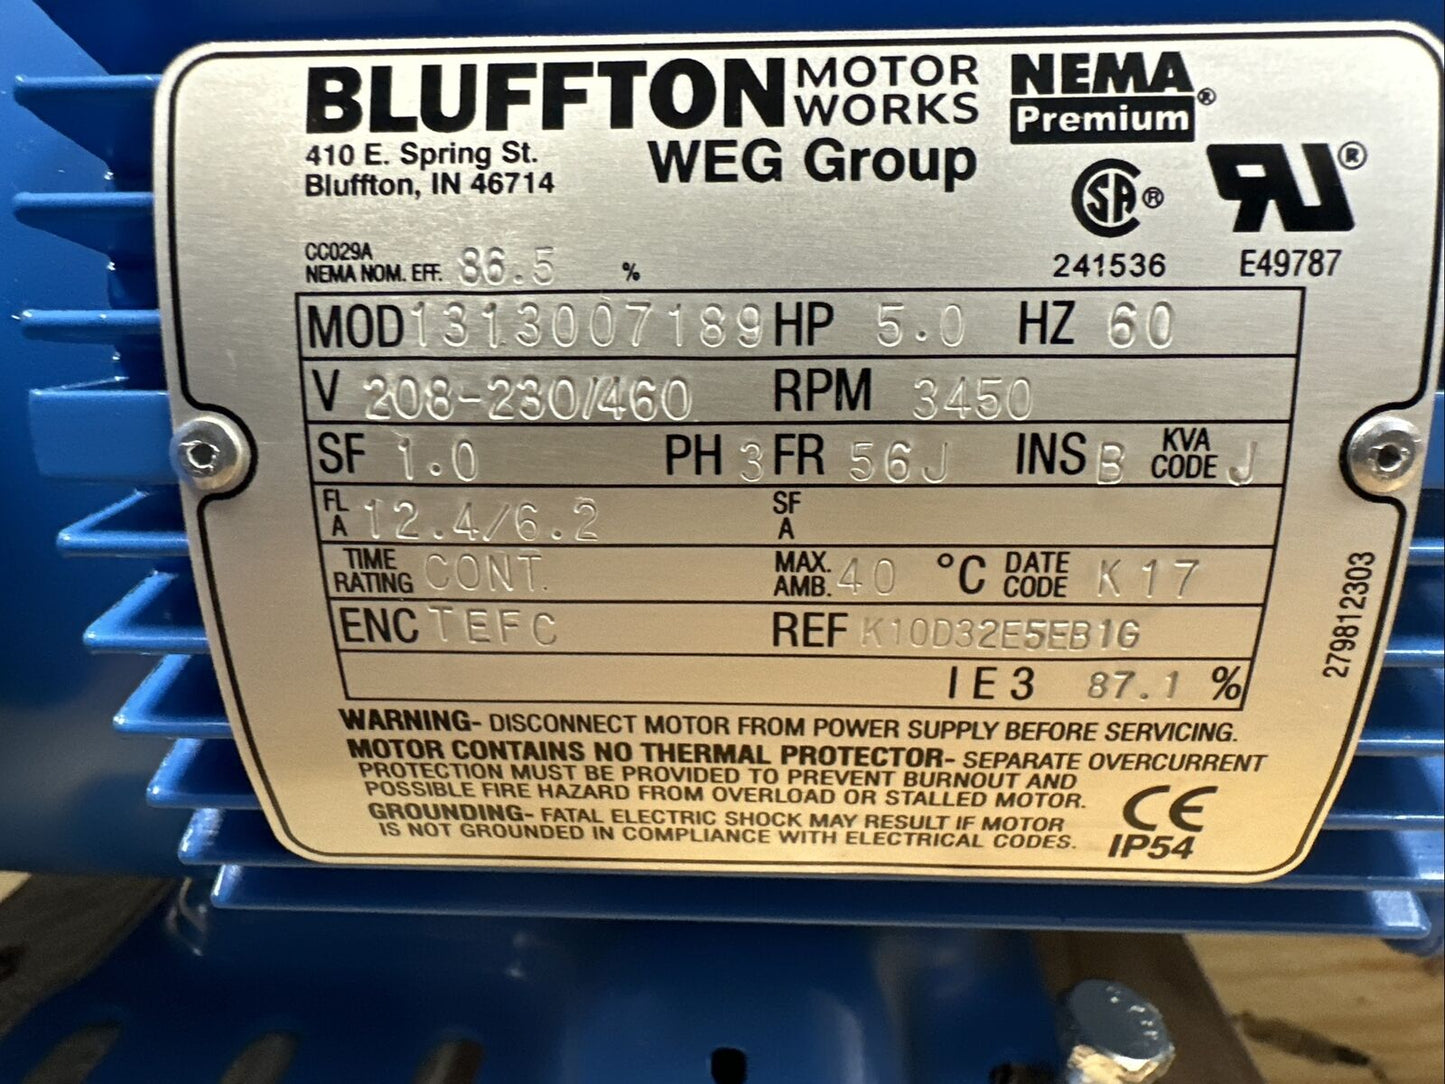 BLUFFTON MOTOR WORKS
NEMA®
Premium
410 E. Spring St.
Bluffton, IN 46714
WEG Group
SA®
RU®
241536
E49787
CC029A
NEMA NOM. EFF. 86.5 %
MOD 1313007189 HP 5.0 HZ 60
V 208-230/460 RPM 3450
SF 1.0 PH 3 FR 56J INS B KVA CODE J
FL A 12.4/6.2 SF A
TIME RATING CONT. MAX. AMB. 40 °C DATE CODE K17
ENC TEFC REF K10D32E5EB1G
IE3 87.1 %
WARNING- DISCONNECT MOTOR FROM POWER SUPPLY BEFORE SERVICING.
MOTOR CONTAINS NO THERMAL PROTECTOR- SEPARATE OVERCURRENT
PROTECTION MUST BE PROVIDED TO PREVENT BURNOUT AND
POSSIBLE FIRE HAZARD FROM OVERLOAD OR STALLED MOTOR.
GROUNDING- FATAL ELECTRIC SHOCK MAY RESULT IF MOTOR
IS NOT GROUNDED IN COMPLIANCE WITH ELECTRICAL CODES.
CE
IP54
279812303